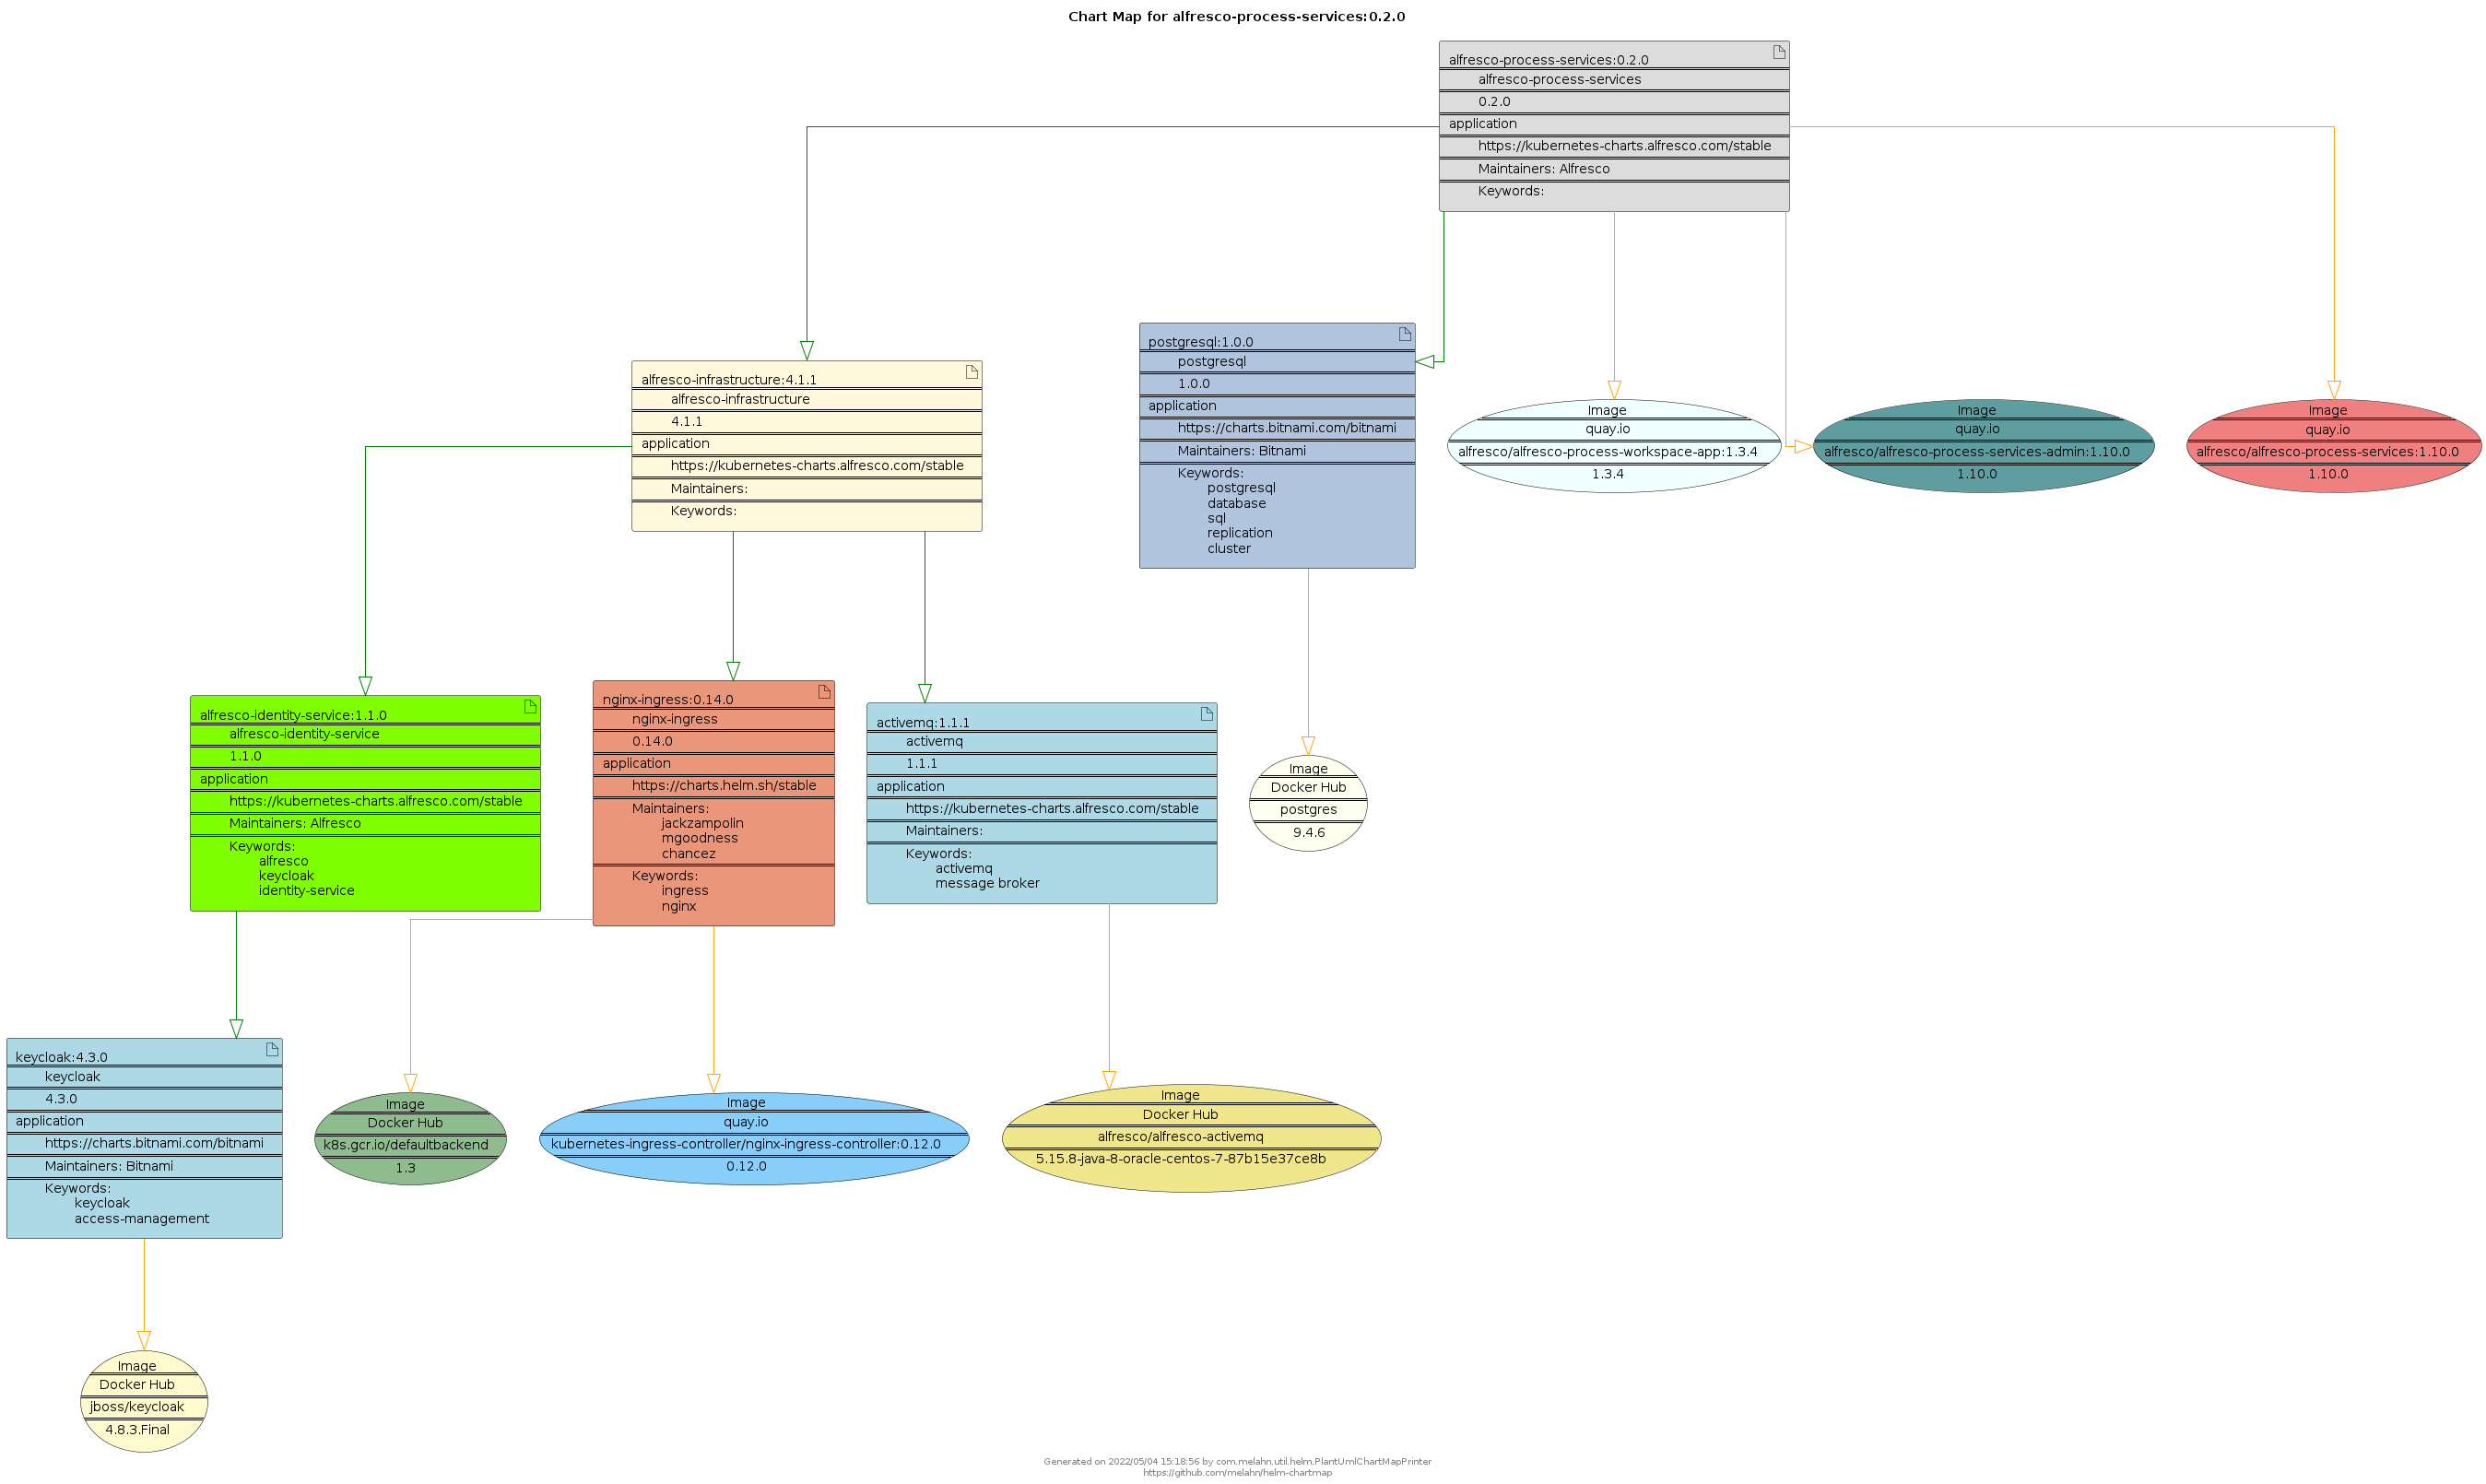 Chart Map for alfresco-process-services:0.2.0
alfresco-process-services:0.2.0
alfresco-process-services
0.2.0
application
https://kubernetes-charts.alfresco.com/stable
Maintainers: Alfresco
Keywords:
alfresco-infrastructure:4.1.1
alfresco-infrastructure
4.1.1
application
https://kubernetes-charts.alfresco.com/stable
Maintainers:
Keywords:
postgresql:1.0.0
postgresql
1.0.0
application
https://charts.bitnami.com/bitnami
Maintainers: Bitnami
Keywords:
postgresql
database
sql
replication
cluster
Image
quay.io
alfresco/alfresco-process-workspace-app:1.3.4
1.3.4
Image
quay.io
alfresco/alfresco-process-services-admin:1.10.0
1.10.0
Image
quay.io
alfresco/alfresco-process-services:1.10.0
1.10.0
alfresco-identity-service:1.1.0
alfresco-identity-service
1.1.0
application
https://kubernetes-charts.alfresco.com/stable
Maintainers: Alfresco
Keywords:
alfresco
keycloak
identity-service
nginx-ingress:0.14.0
nginx-ingress
0.14.0
application
https://charts.helm.sh/stable
Maintainers:
jackzampolin
mgoodness
chancez
Keywords:
ingress
nginx
activemq:1.1.1
activemq
1.1.1
application
https://kubernetes-charts.alfresco.com/stable
Maintainers:
Keywords:
activemq
message broker
Image
Docker Hub
postgres
9.4.6
keycloak:4.3.0
keycloak
4.3.0
application
https://charts.bitnami.com/bitnami
Maintainers: Bitnami
Keywords:
keycloak
access-management
Image
Docker Hub
k8s.gcr.io/defaultbackend
1.3
Image
quay.io
kubernetes-ingress-controller/nginx-ingress-controller:0.12.0
0.12.0
Image
Docker Hub
alfresco/alfresco-activemq
5.15.8-java-8-oracle-centos-7-87b15e37ce8b
Image
Docker Hub
jboss/keycloak
4.8.3.Final
Generated on 2022/05/04 15:18:56 by com.melahn.util.helm.PlantUmlChartMapPrinter
https://github.com/melahn/helm-chartmap